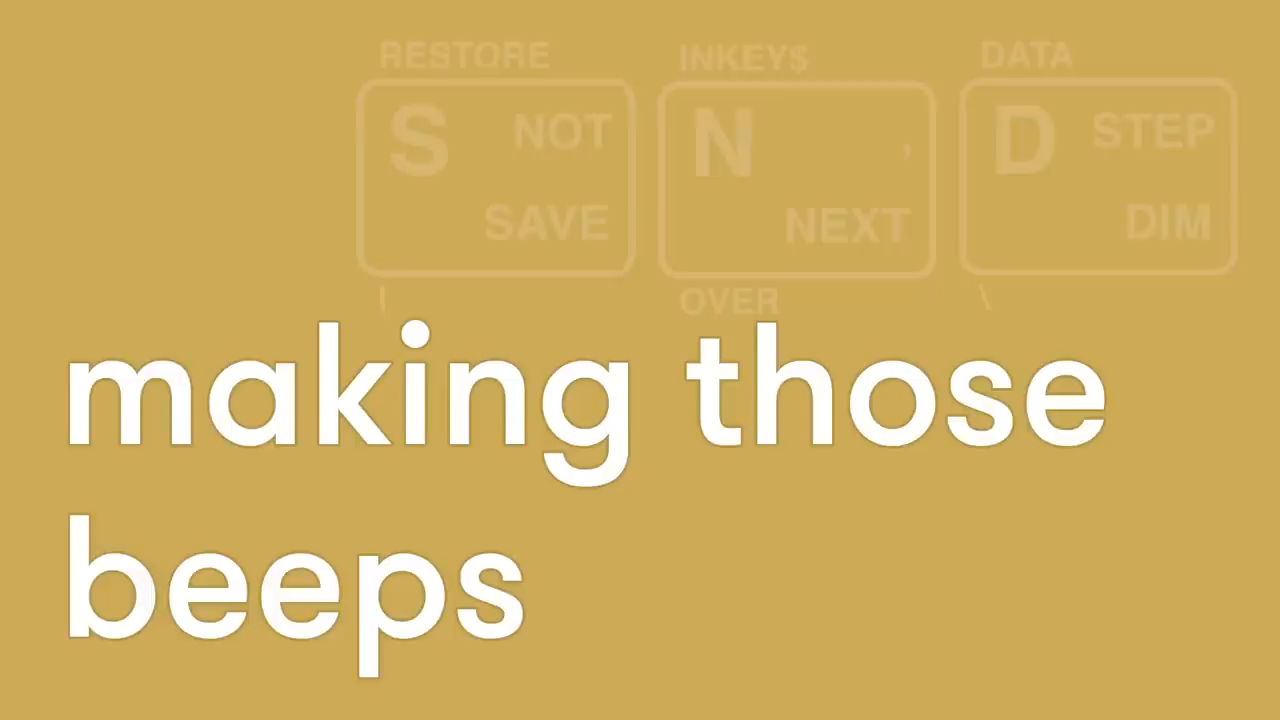 RESTORE INKEY$ DATA
S NOT N , D STEP
SAVE NEXT DIM
| OVER \
making those
beeps